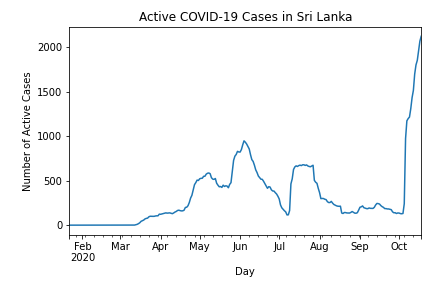 Active COVID-19 Cases in Sri Lanka
Number of Active Cases
2000
1500
1000
500
0
Feb Mar Apr May Jun Jul Aug Sep Oct
2020
Day